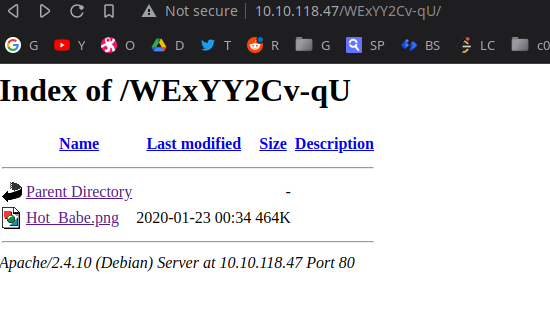 Not secure 10.10.118.47/WExYY2Cv-qU/
G Y O D T R G SP BS LC c0
Index of /WExYY2Cv-qU
Name Last modified Size Description
Parent Directory -
Hot_Babe.png 2020-01-23 00:34 464K
Apache/2.4.10 (Debian) Server at 10.10.118.47 Port 80